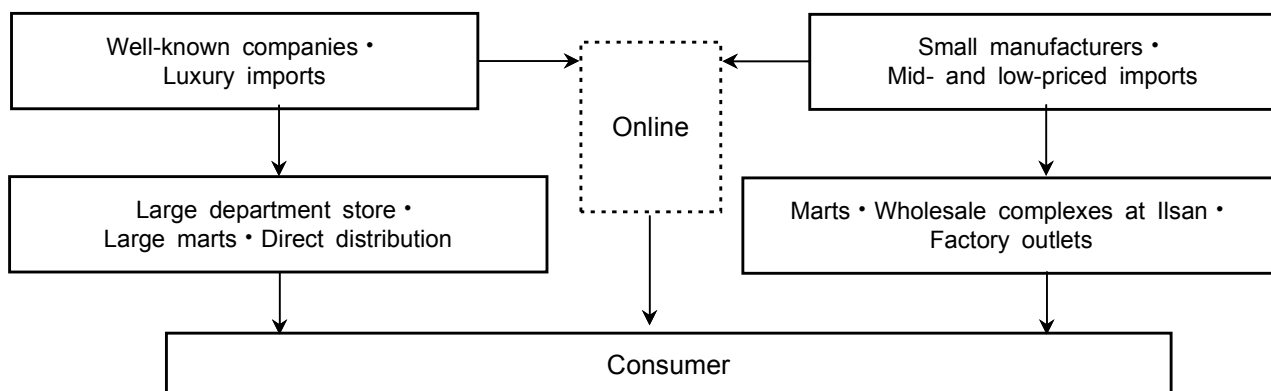 Well-known companies・
Luxury imports
Online
Small manufacturers・
Mid- and low-priced imports
Large department store・
Large marts・Direct distribution
Marts・Wholesale complexes at Ilsan・
Factory outlets
Consumer